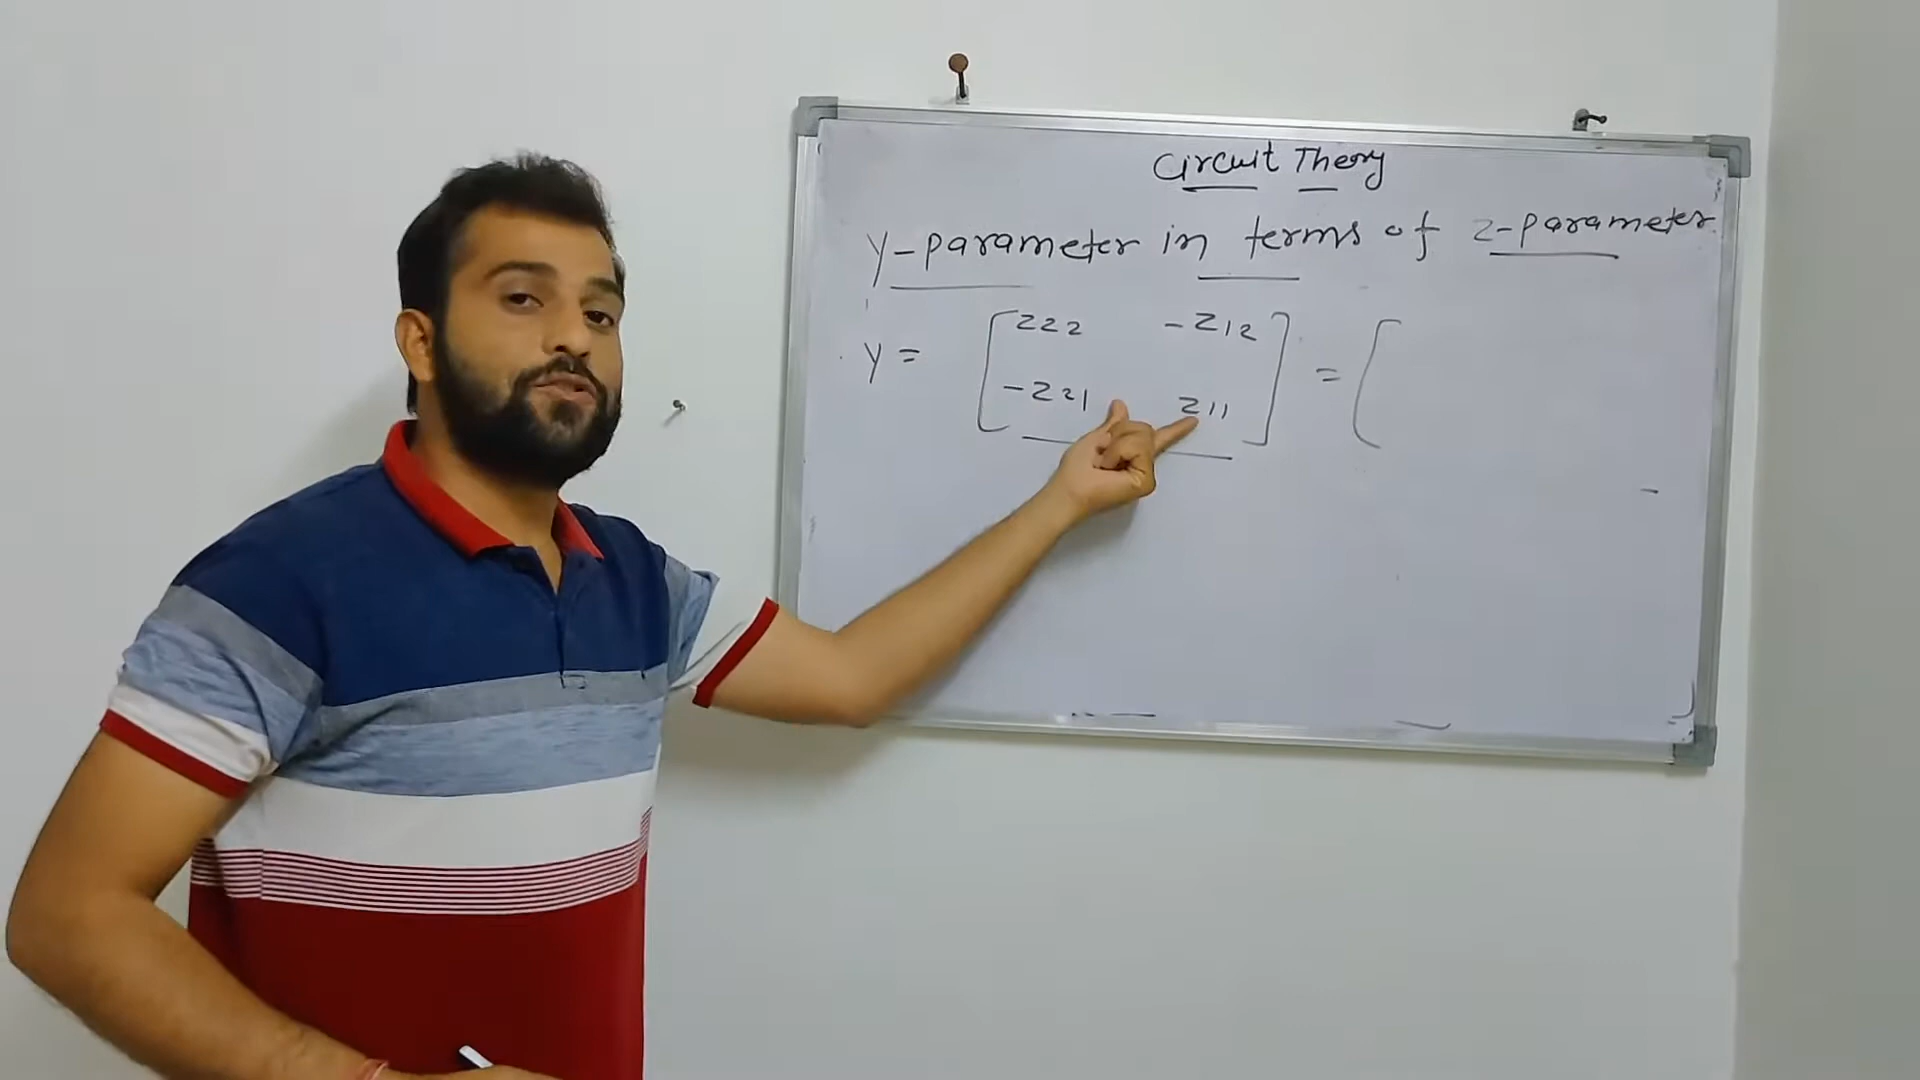 Circuit Theory
Y-parameter in terms of Z-parameter
Y = [ Z22 -Z12
-Z21 Z11 ] = [